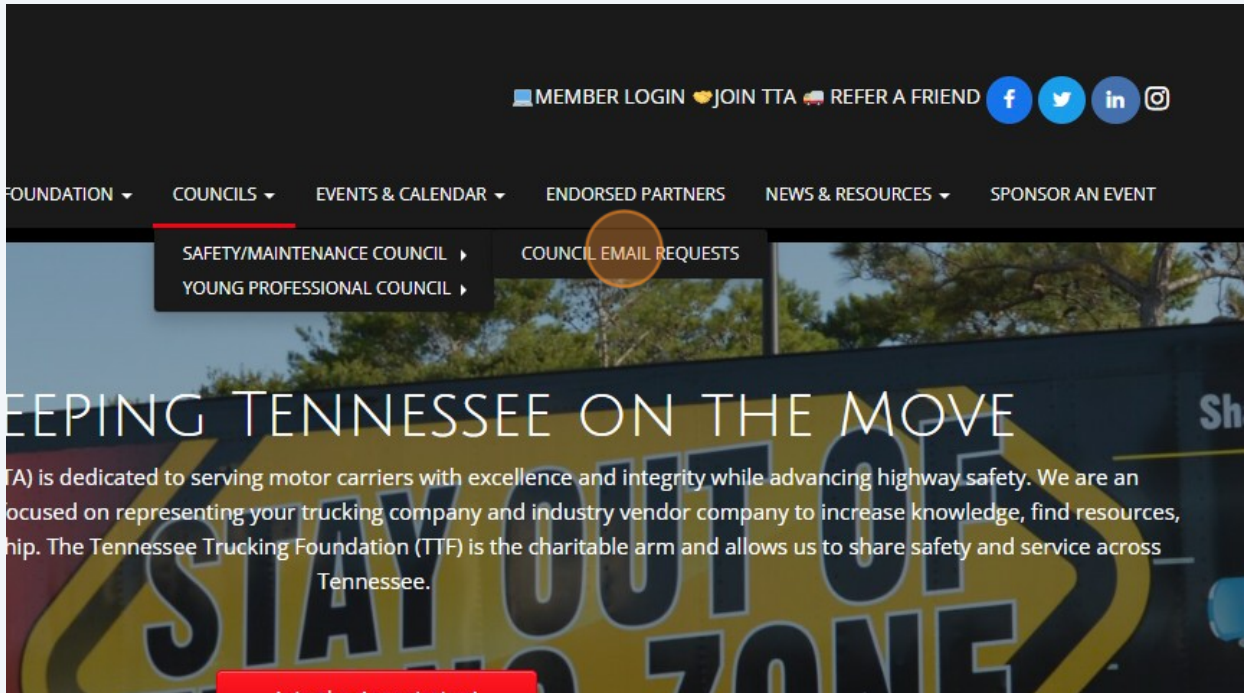 MEMBER LOGIN JOIN TTA REFER A FRIEND
FOUNDATION COUNCILS EVENTS & CALENDAR ENDORSED PARTNERS NEWS & RESOURCES SPONSOR AN EVENT
SAFETY/MAINTENANCE COUNCIL COUNCIL EMAIL REQUESTS
YOUNG PROFESSIONAL COUNCIL
EEPING TENNESSEE ON THE MOVE
TA) is dedicated to serving motor carriers with excellence and integrity while advancing highway safety. We are an
ocused on representing your trucking company and industry vendor company to increase knowledge, find resources,
hip. The Tennessee Trucking Foundation (TTF) is the charitable arm and allows us to share safety and service across
Tennessee.
STAY OUT OF
ZONE